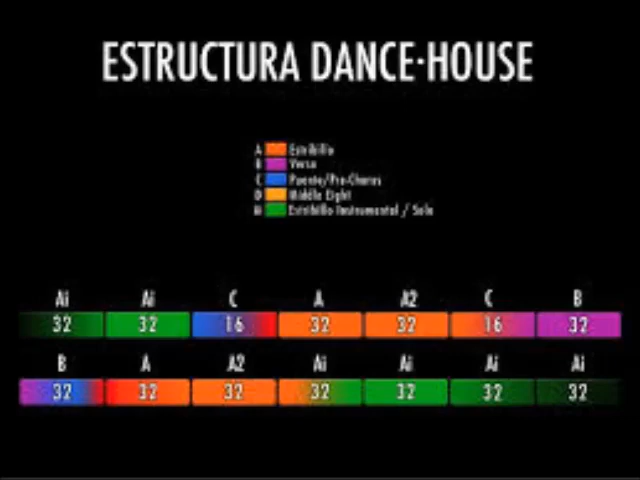 ESTRUCTURA DANCE·HOUSE
A Estribillo
B Verso
C Puente/Pre-Chorus
D Middle Eight
Ai Estribillo Instrumental / Solo
Ai Ai C A A2 C B
32 32 16 32 32 16 32
B A A2 Ai Ai Ai Ai
32 32 32 32 32 32 32